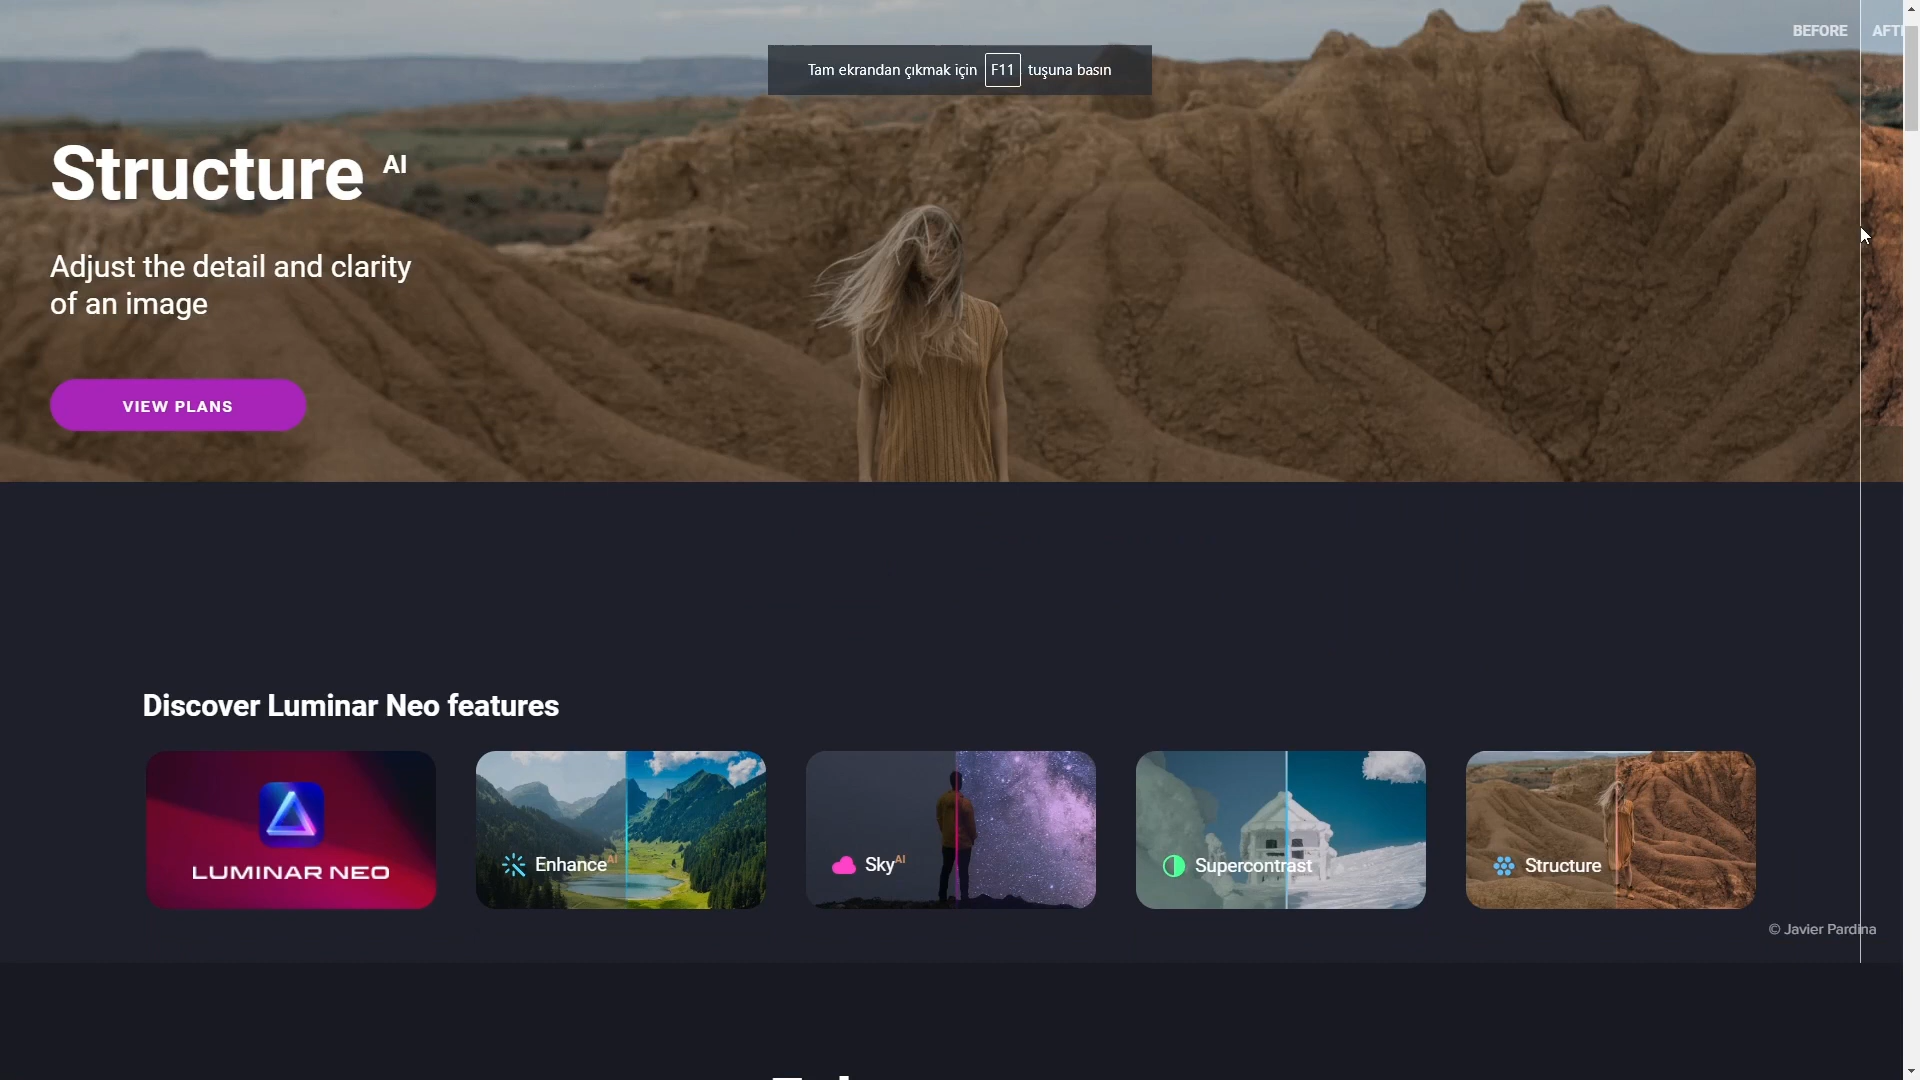 BEFORE
AFT
Tam ekrandan çıkmak için F11 tuşuna basın
Structure AI
Adjust the detail and clarity
of an image
VIEW PLANS
Discover Luminar Neo features
LUMINAR NEO
Enhance AI
Sky AI
Supercontrast
Structure
© Javier Pardina